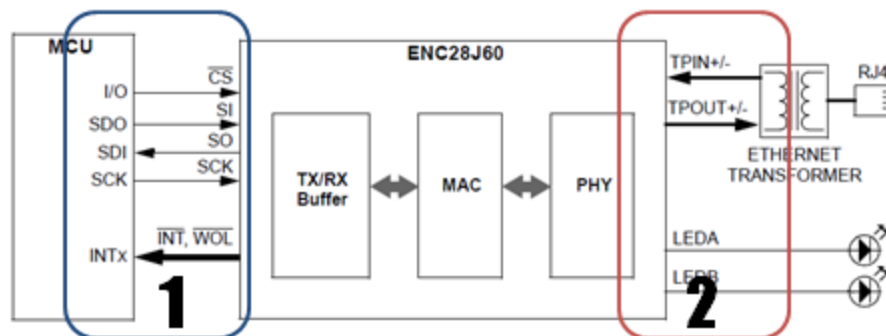 MCU
ENC28J60
I/O
CS
SDO
SI
SDI
SO
SCK
SCK
INTx
INT, WOL
TX/RX
Buffer
MAC
PHY
TPIN+/-
TPOUT+/-
RJ4
ETHERNET
TRANSFORMER
LEDA
LEDB
1
2